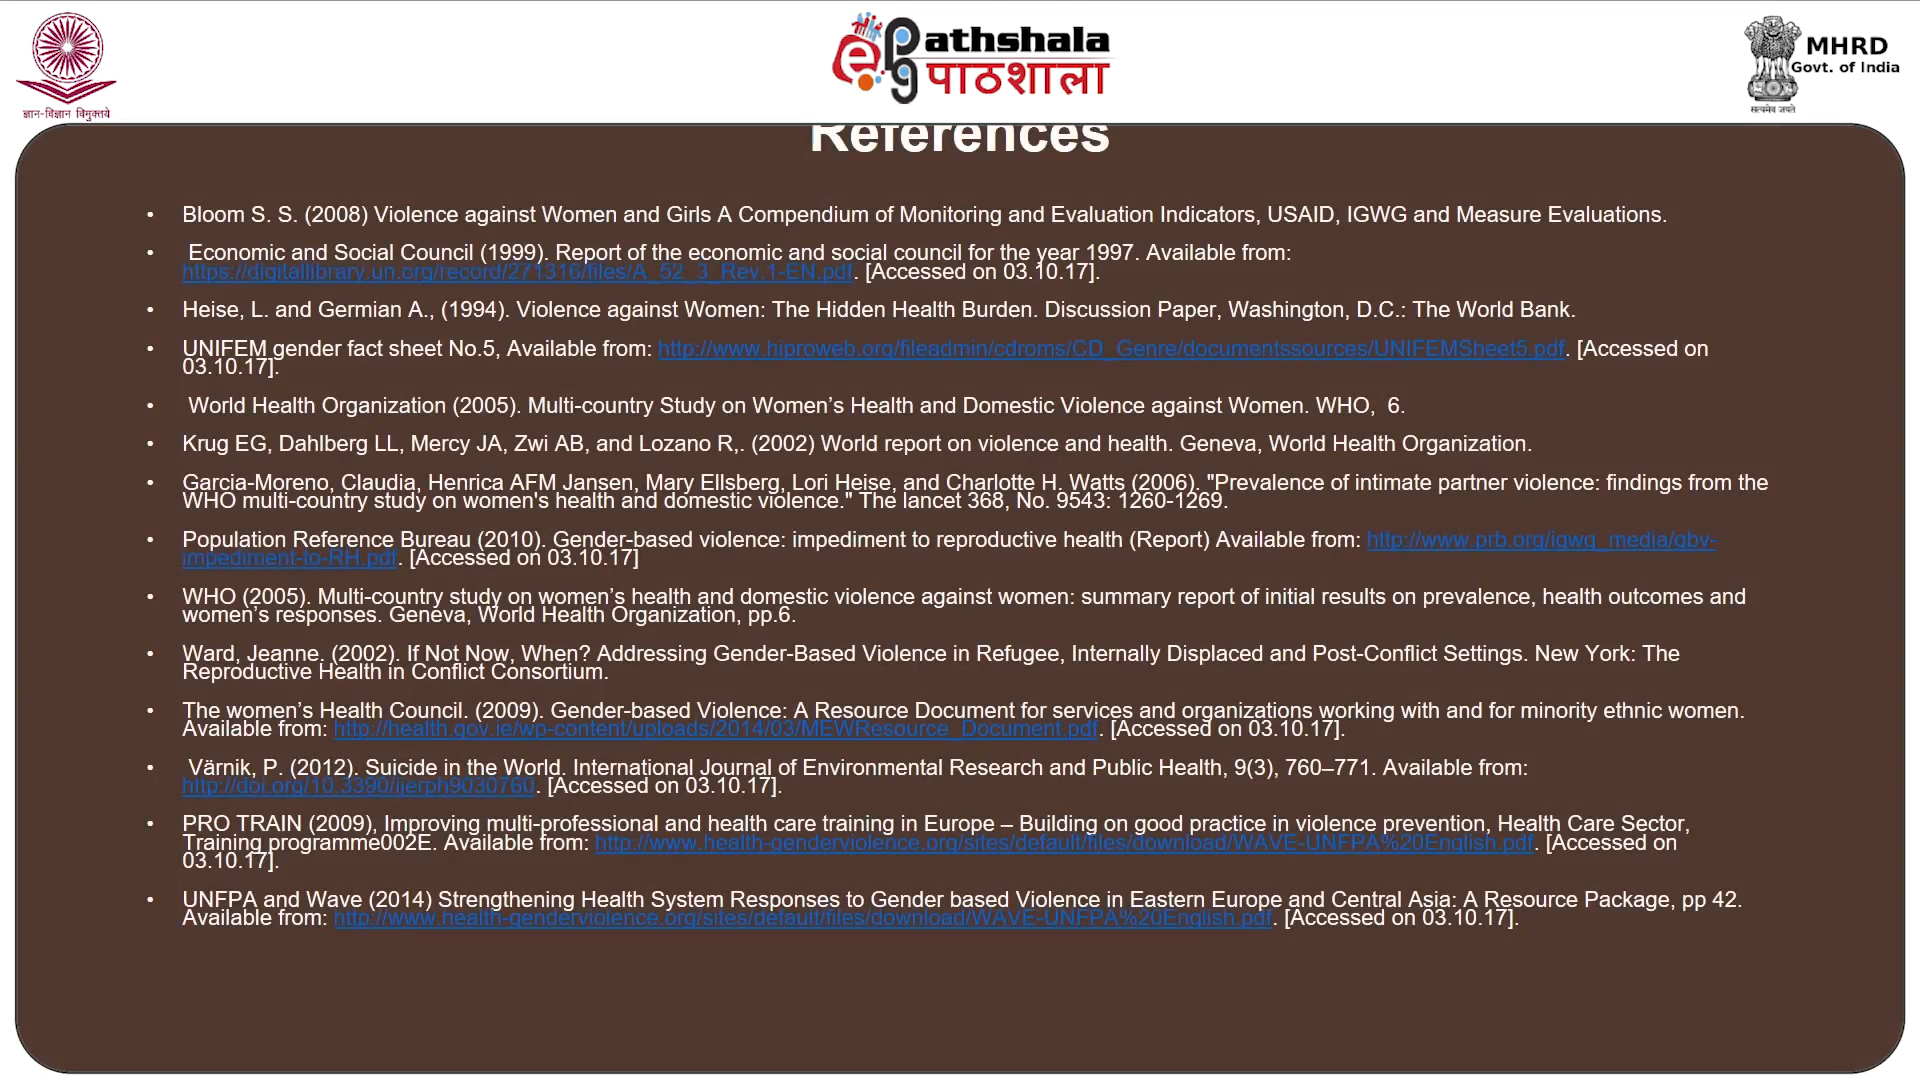 ज्ञान-विज्ञान विमुक्तये
e PG Pathshala
पाठशाला
सत्यमेव जयते
MHRD
Govt. of India
References
• Bloom S. S. (2008) Violence against Women and Girls A Compendium of Monitoring and Evaluation Indicators, USAID, IGWG and Measure Evaluations.
• Economic and Social Council (1999). Report of the economic and social council for the year 1997. Available from:
https://digitallibrary.un.org/record/271316/files/A_52_3_Rev.1-EN.pdf. [Accessed on 03.10.17].
• Heise, L. and Germian A., (1994). Violence against Women: The Hidden Health Burden. Discussion Paper, Washington, D.C.: The World Bank.
• UNIFEM gender fact sheet No.5, Available from: http://www.hiproweb.org/fileadmin/cdroms/CD_Genre/documentssources/UNIFEMSheet5.pdf. [Accessed on
03.10.17].
• World Health Organization (2005). Multi-country Study on Women’s Health and Domestic Violence against Women. WHO, 6.
• Krug EG, Dahlberg LL, Mercy JA, Zwi AB, and Lozano R,. (2002) World report on violence and health. Geneva, World Health Organization.
• Garcia-Moreno, Claudia, Henrica AFM Jansen, Mary Ellsberg, Lori Heise, and Charlotte H. Watts (2006). "Prevalence of intimate partner violence: findings from the
WHO multi-country study on women's health and domestic violence." The lancet 368, No. 9543: 1260-1269.
• Population Reference Bureau (2010). Gender-based violence: impediment to reproductive health (Report) Available from: http://www.prb.org/igwg_media/gbv-
impediment-to-RH.pdf. [Accessed on 03.10.17]
• WHO (2005). Multi-country study on women’s health and domestic violence against women: summary report of initial results on prevalence, health outcomes and
women’s responses. Geneva, World Health Organization, pp.6.
• Ward, Jeanne. (2002). If Not Now, When? Addressing Gender-Based Violence in Refugee, Internally Displaced and Post-Conflict Settings. New York: The
Reproductive Health in Conflict Consortium.
• The women’s Health Council. (2009). Gender-based Violence: A Resource Document for services and organizations working with and for minority ethnic women.
Available from: http://health.gov.ie/wp-content/uploads/2014/03/MEWResource_Document.pdf. [Accessed on 03.10.17].
• Värnik, P. (2012). Suicide in the World. International Journal of Environmental Research and Public Health, 9(3), 760–771. Available from:
http://doi.org/10.3390/ijerph9030760. [Accessed on 03.10.17].
• PRO TRAIN (2009), Improving multi-professional and health care training in Europe – Building on good practice in violence prevention, Health Care Sector,
Training programme002E. Available from: http://www.health-genderviolence.org/sites/default/files/download/WAVE-UNFPA%20English.pdf. [Accessed on
03.10.17].
• UNFPA and Wave (2014) Strengthening Health System Responses to Gender based Violence in Eastern Europe and Central Asia: A Resource Package, pp 42.
Available from: http://www.health-genderviolence.org/sites/default/files/download/WAVE-UNFPA%20English.pdf. [Accessed on 03.10.17].